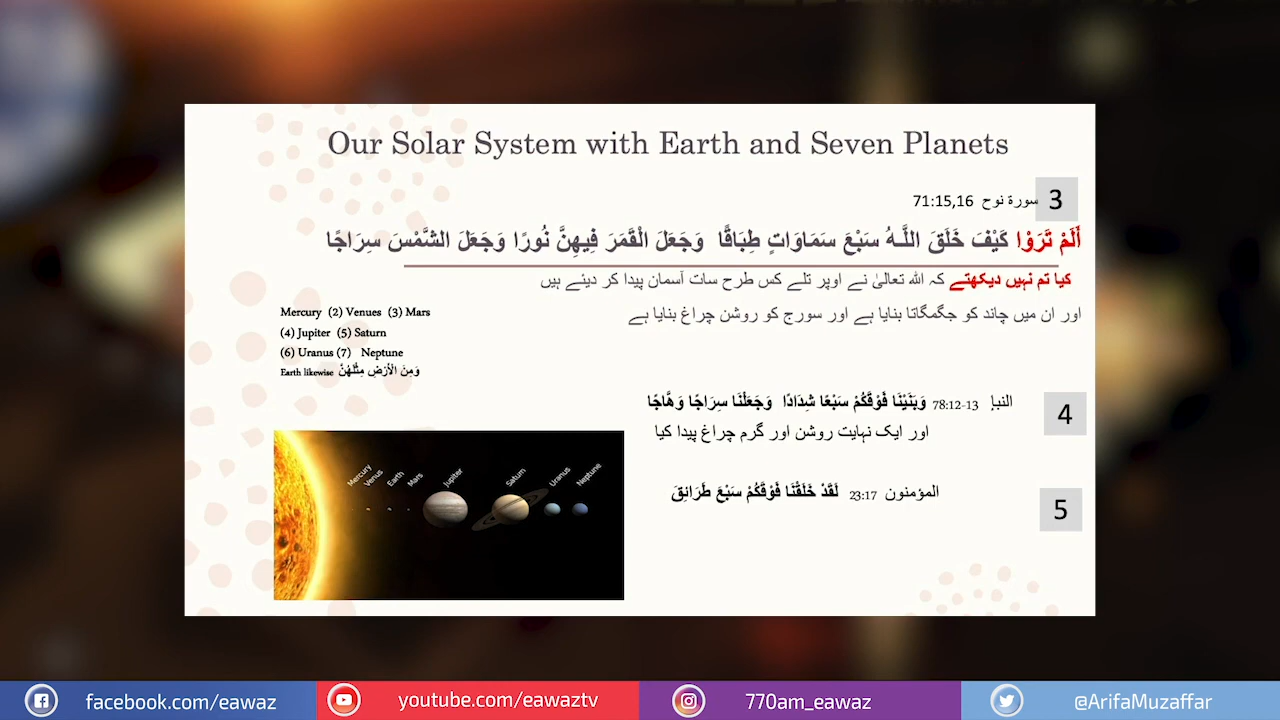 Our Solar System with Earth and Seven Planets
3
سورة نوح 71:15,16
أَلَمْ تَرَوْا كَيْفَ خَلَقَ اللَّـهُ سَبْعَ سَمَاوَاتٍ طِبَاقًا وَجَعَلَ الْقَمَرَ فِيهِنَّ نُورًا وَجَعَلَ الشَّمْسَ سِرَاجًا
کیا تم نہیں دیکھتے کہ اللہ تعالیٰ نے اوپر تلے کس طرح سات آسمان پیدا کر دیئے ہیں
اور ان میں چاند کو جگمگاتا بنایا ہے اور سورج کو روشن چراغ بنایا ہے
Mercury (2) Venues (3) Mars
(4) Jupiter (5) Saturn
(6) Uranus (7) Neptune
Earth likewise وَمِنَ الْأَرْضِ مِثْلَهُنَّ
4
النبإ 78:12-13 وَبَنَيْنَا فَوْقَكُمْ سَبْعًا شِدَادًا وَجَعَلْنَا سِرَاجًا وَهَّاجًا
اور ایک نہایت روشن اور گرم چراغ پیدا کیا
5
المؤمنون 23:17 لَقَدْ خَلَقْنَا فَوْقَكُمْ سَبْعَ طَرَائِقَ
Mercury
Venus
Earth
Mars
Jupiter
Saturn
Uranus
Neptune
facebook.com/eawaz
youtube.com/eawaztv
770am_eawaz
@ArifaMuzaffar